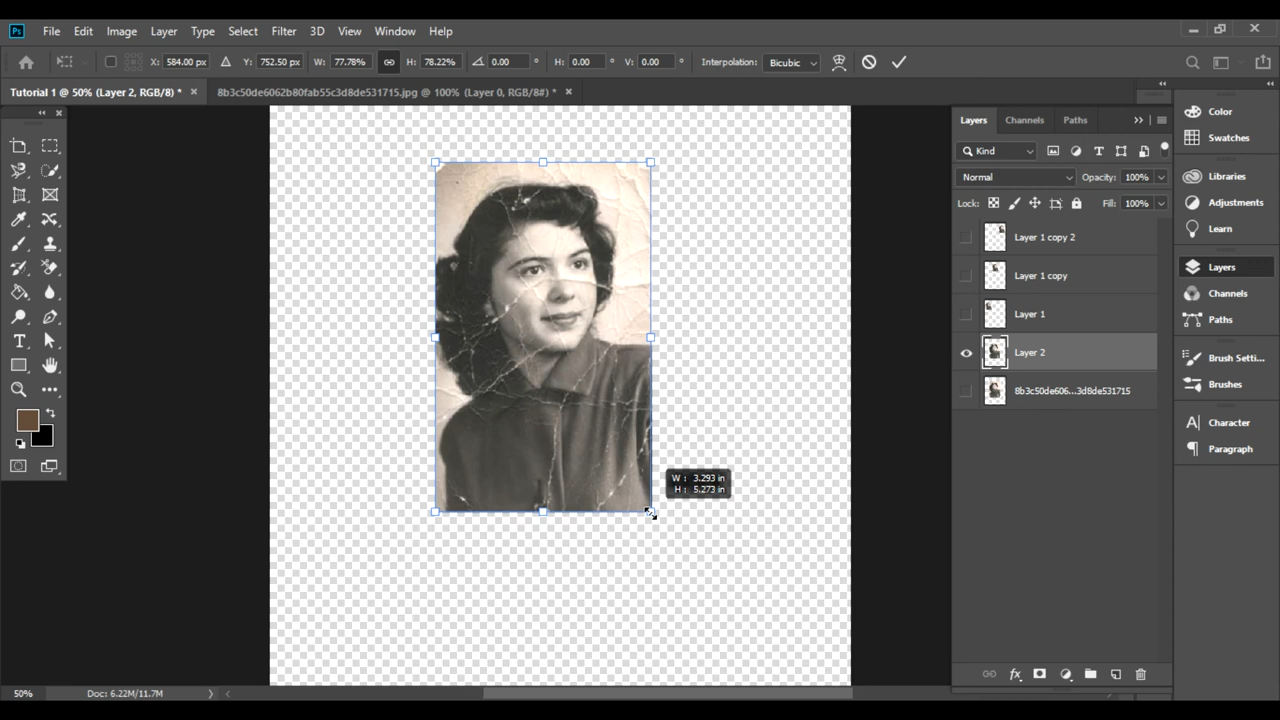 Ps File Edit Image Layer Type Select Filter 3D View Window Help
X: 584.00 px Y: 752.50 px W: 77.78% H: 78.22% 0.00 ° H: 0.00 ° V: 0.00 ° Interpolation: Bicubic
Tutorial 1 @ 50% (Layer 2, RGB/8) * × 8b3c50de6062b80fab55c3d8de531715.jpg @ 100% (Layer 0, RGB/8#) * ×
Layers Channels Paths
Kind
Normal Opacity: 100%
Lock: Fill: 100%
Layer 1 copy 2
Layer 1 copy
Layer 1
Layer 2
8b3c50de606...3d8de531715
Color
Swatches
Libraries
Adjustments
Learn
Layers
Channels
Paths
Brush Setti...
Brushes
Character
Paragraph
W : 3.293 in
H : 5.273 in
50% Doc: 6.22M/11.7M